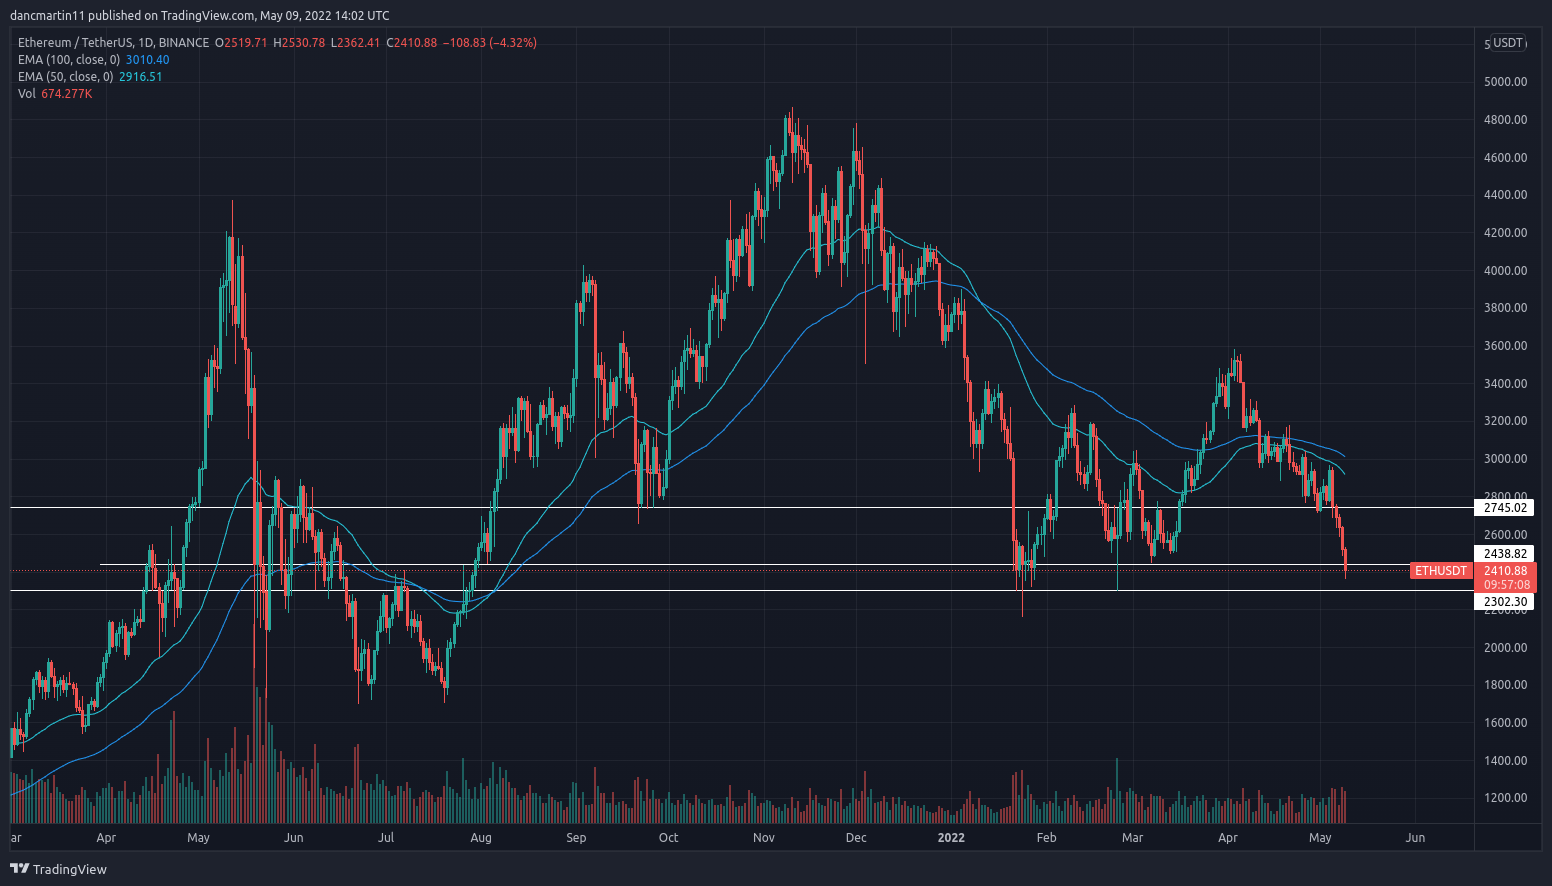 dancmartin11 published on TradingView.com, May 09, 2022 14:02 UTC
Ethereum / TetherUS, 1D, BINANCE O2519.71 H2530.78 L2362.41 C2410.88 −108.83 (−4.32%)
EMA (100, close, 0) 3010.40
EMA (50, close, 0) 2916.51
Vol 674.277K
USDT
5000.00
4800.00
4600.00
4400.00
4200.00
4000.00
3800.00
3600.00
3400.00
3200.00
3000.00
2800.00
2745.02
2600.00
2438.82
ETHUSDT 2410.88
09:57:08
2302.30
2200.00
2000.00
1800.00
1600.00
1400.00
1200.00
ar Apr May Jun Jul Aug Sep Oct Nov Dec 2022 Feb Mar Apr May Jun
TradingView